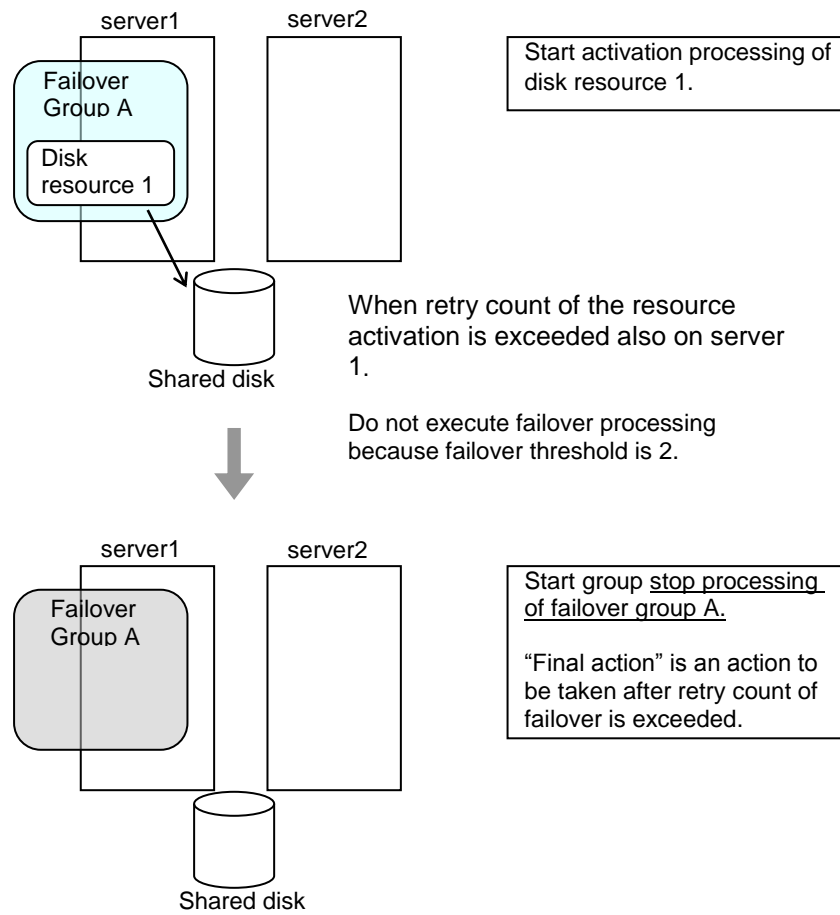 server1
server2
Failover
Group A
Disk
resource 1
Start activation processing of
disk resource 1.
Shared disk
When retry count of the resource
activation is exceeded also on server
1.
Do not execute failover processing
because failover threshold is 2.
server1
server2
Failover
Group A
Start group stop processing
of failover group A.
“Final action” is an action to
be taken after retry count of
failover is exceeded.
Shared disk